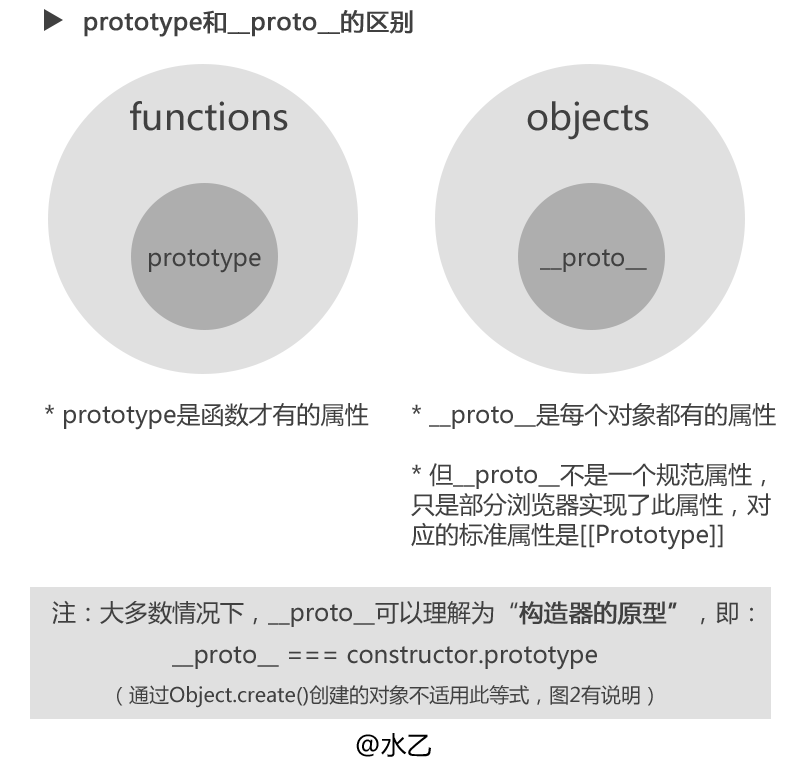 ▶ prototype和__proto__的区别
functions
objects
prototype
__proto__
* prototype是函数才有的属性
* __proto__是每个对象都有的属性
* 但__proto__不是一个规范属性，
只是部分浏览器实现了此属性，对
应的标准属性是[[Prototype]]
注：大多数情况下，__proto__可以理解为“构造器的原型”，即：
__proto__ === constructor.prototype
（通过Object.create()创建的对象不适用此等式，图2有说明）
@水乙